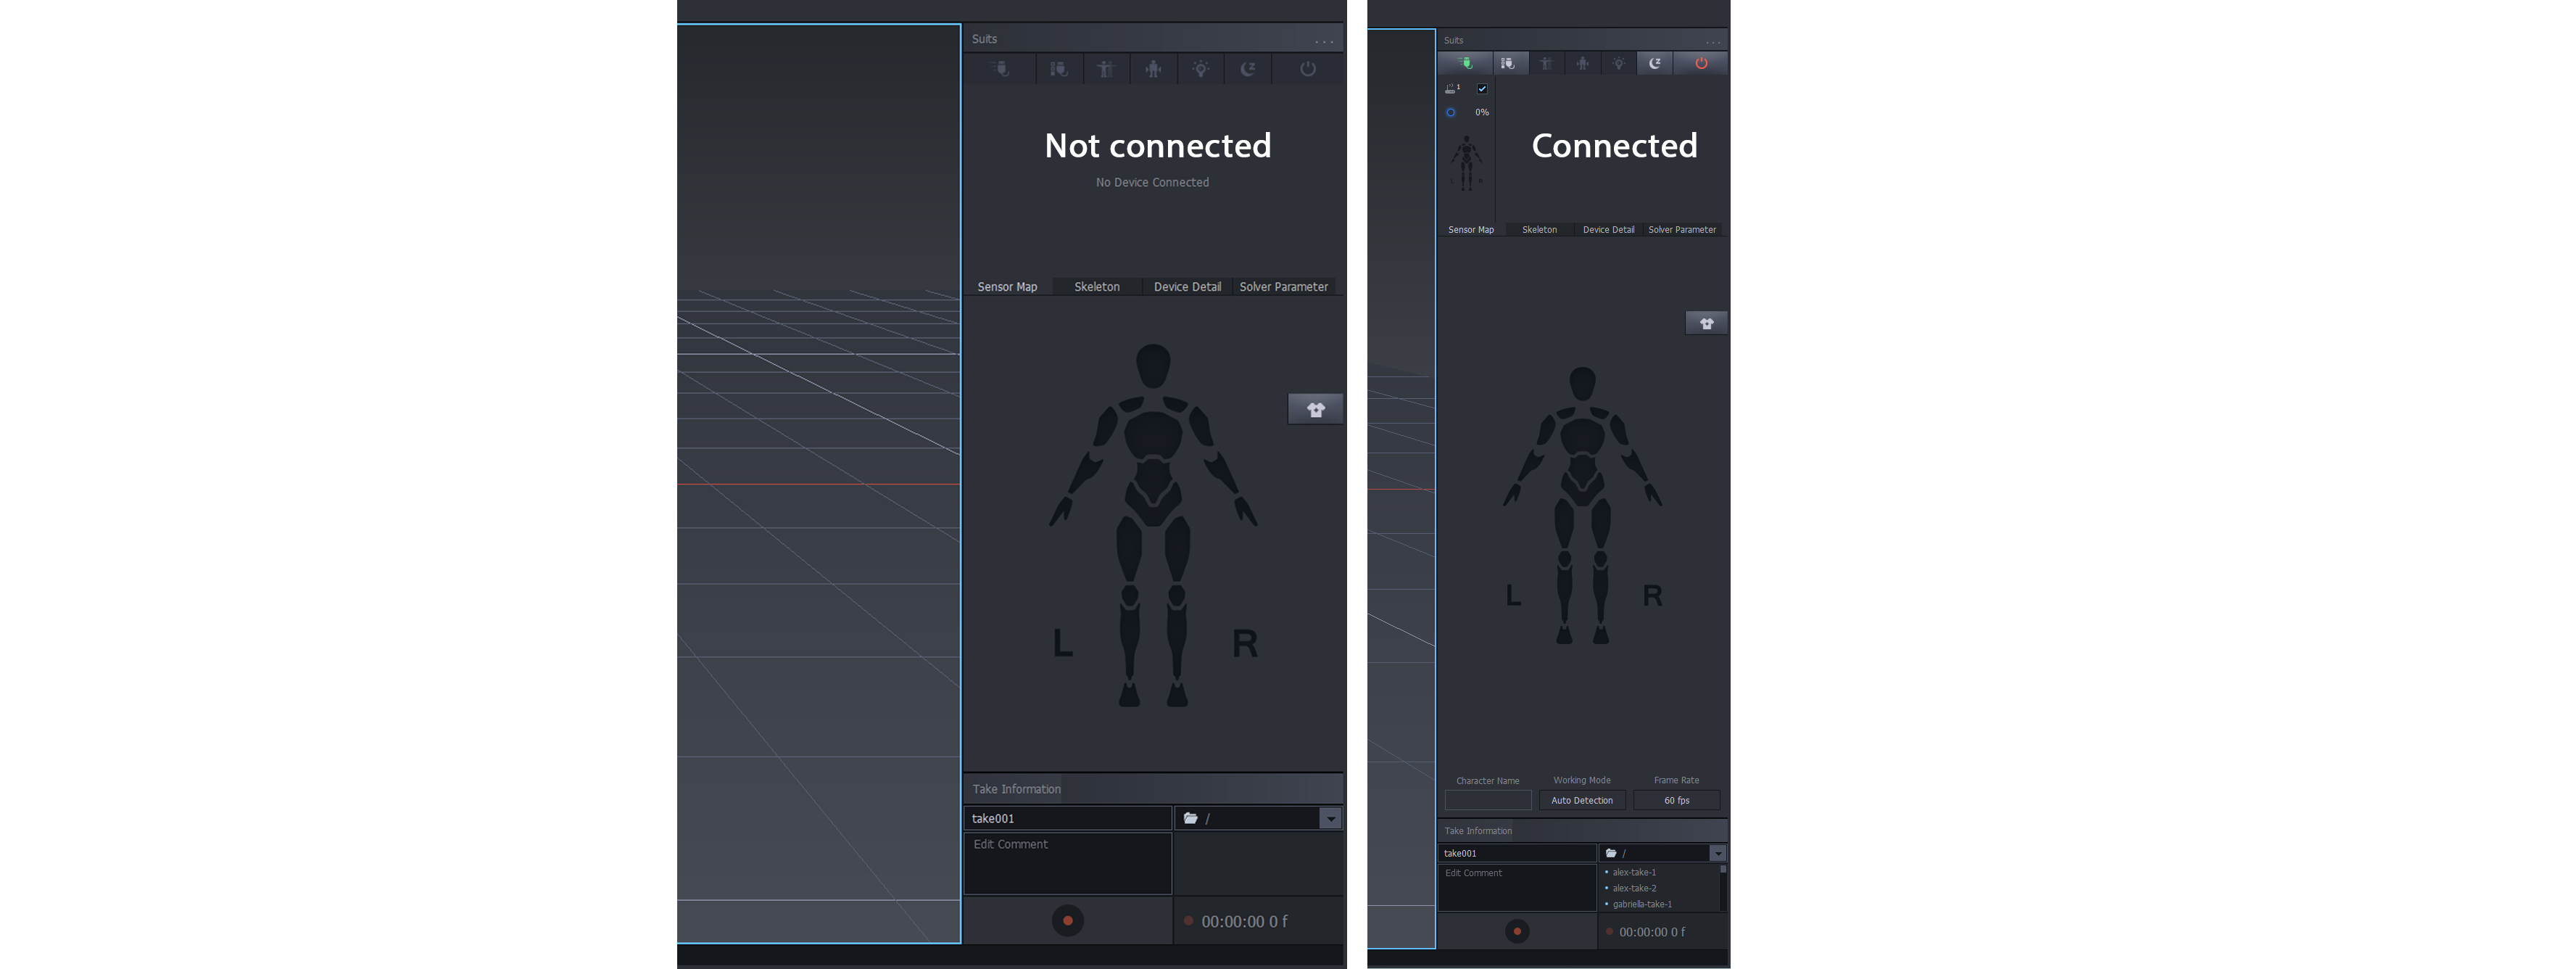 Suits
...
Not connected
No Device Connected
Sensor Map
Skeleton
Device Detail
Solver Parameter
L
R
Take Information
take001
/
Edit Comment
00:00:00 0 f
Suits
...
1
0%
Connected
L R
Sensor Map
Skeleton
Device Detail
Solver Parameter
L
R
Character Name
Working Mode
Frame Rate
Auto Detection
60 fps
Take Information
take001
/
Edit Comment
alex-take-1
alex-take-2
gabriella-take-1
00:00:00 0 f